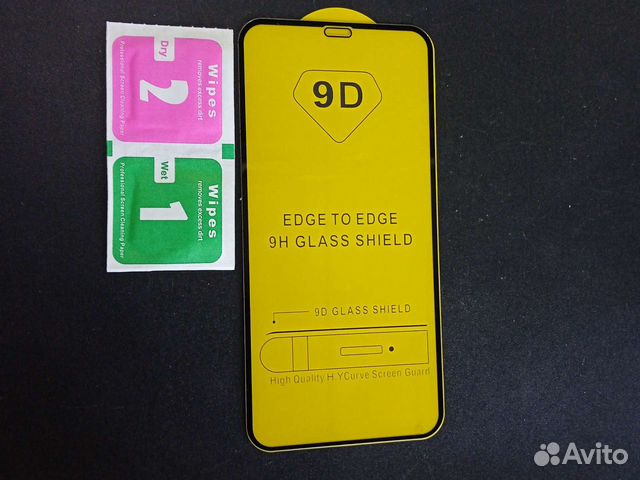 Wipes
removes excess dirt
2
Dry
Professional Screen Cleaning Paper
Wipes
removes excess dirt
1
Wet
Professional Screen Cleaning Paper
9D
EDGE TO EDGE
9H GLASS SHIELD
9D GLASS SHIELD
High Quality H.YCurve Screen Guard
Avito